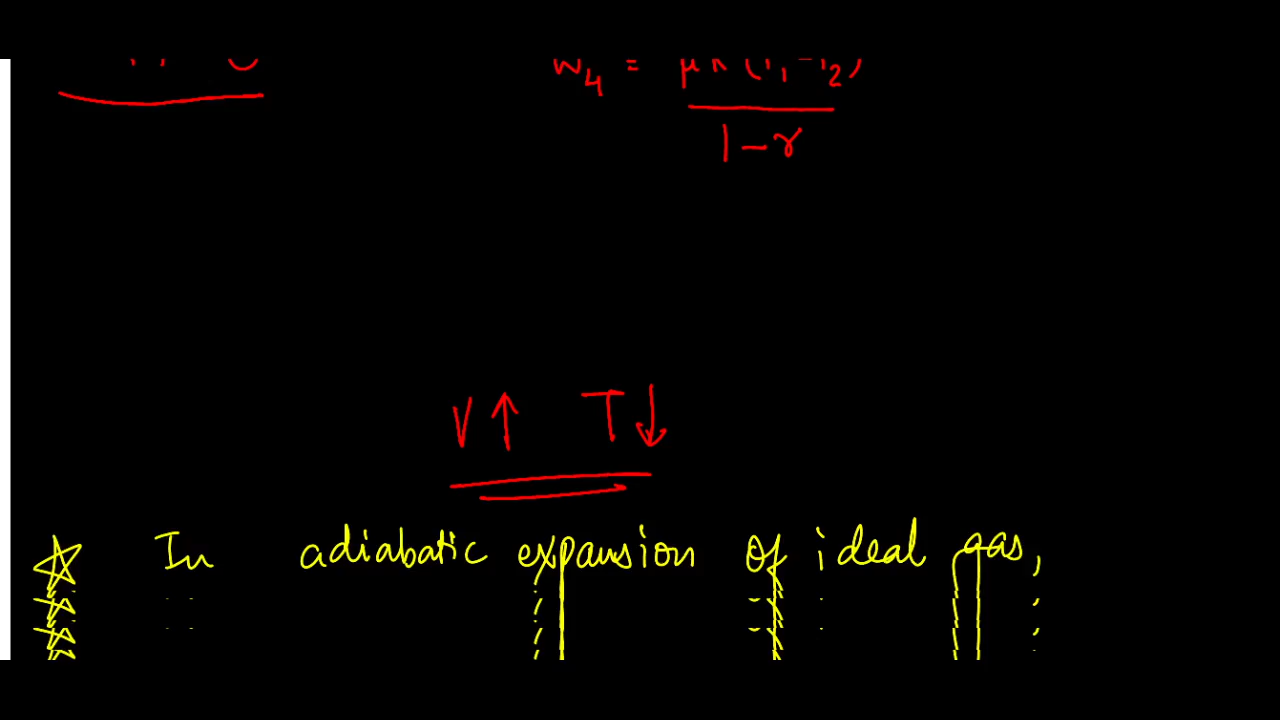 W₄ = μR(T₁-T₂)
1-γ
V↑ T↓
☆ In adiabatic expansion of ideal gas,